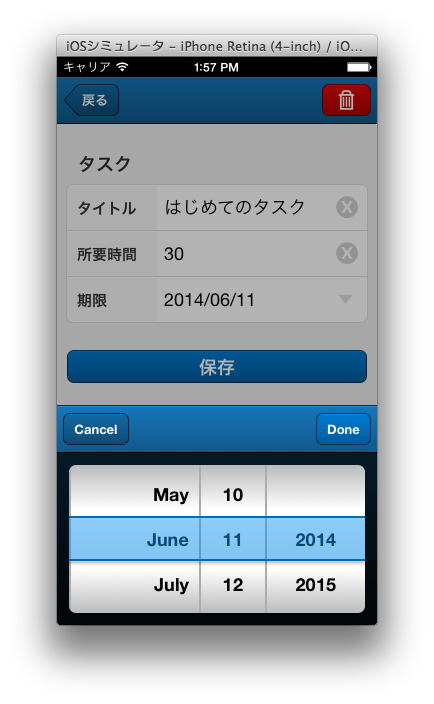 iOSシミュレータ – iPhone Retina (4-inch) / iO...
キャリア 1:57 PM
戻る
タスク
タイトル はじめてのタスク
所要時間 30
期限 2014/06/11
保存
Cancel Done
May 10
June 11 2014
July 12 2015